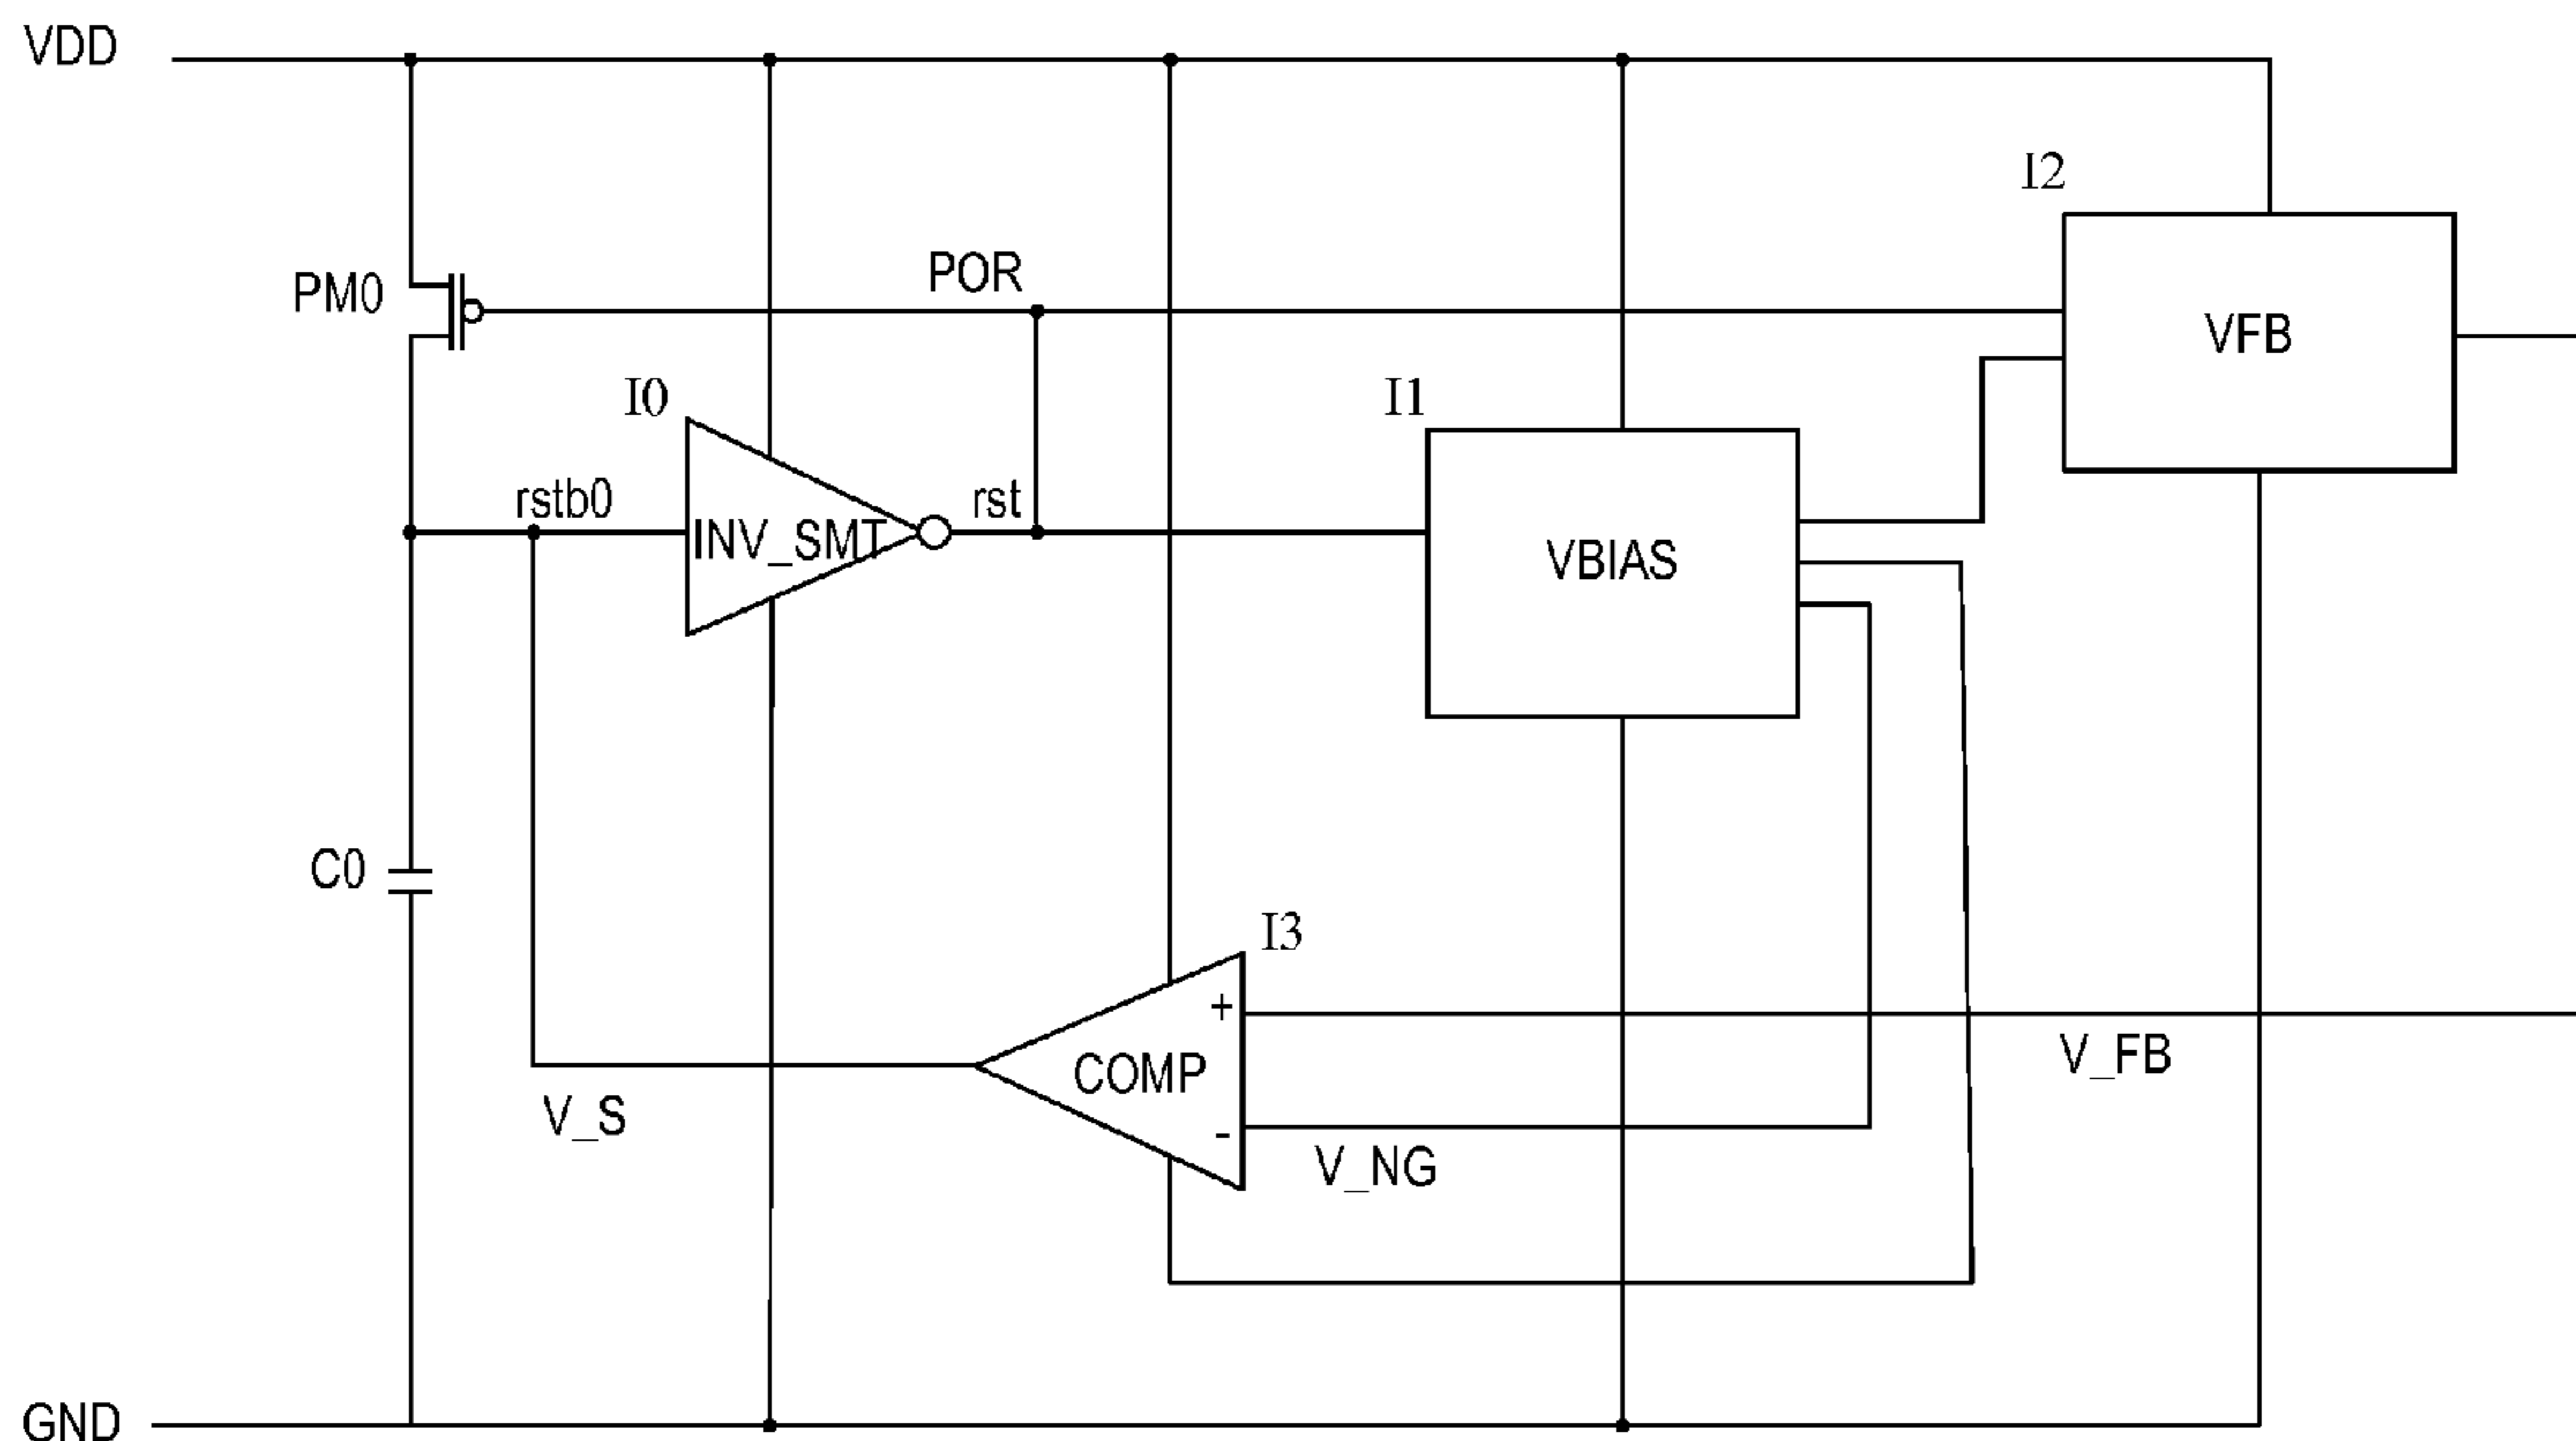 VDD
I2
POR
PM0
VFB
I0
I1
rstb0
rst
INV_SMT
VBIAS
C0
I3
+
V_FB
COMP
V_S
-
V_NG
GND